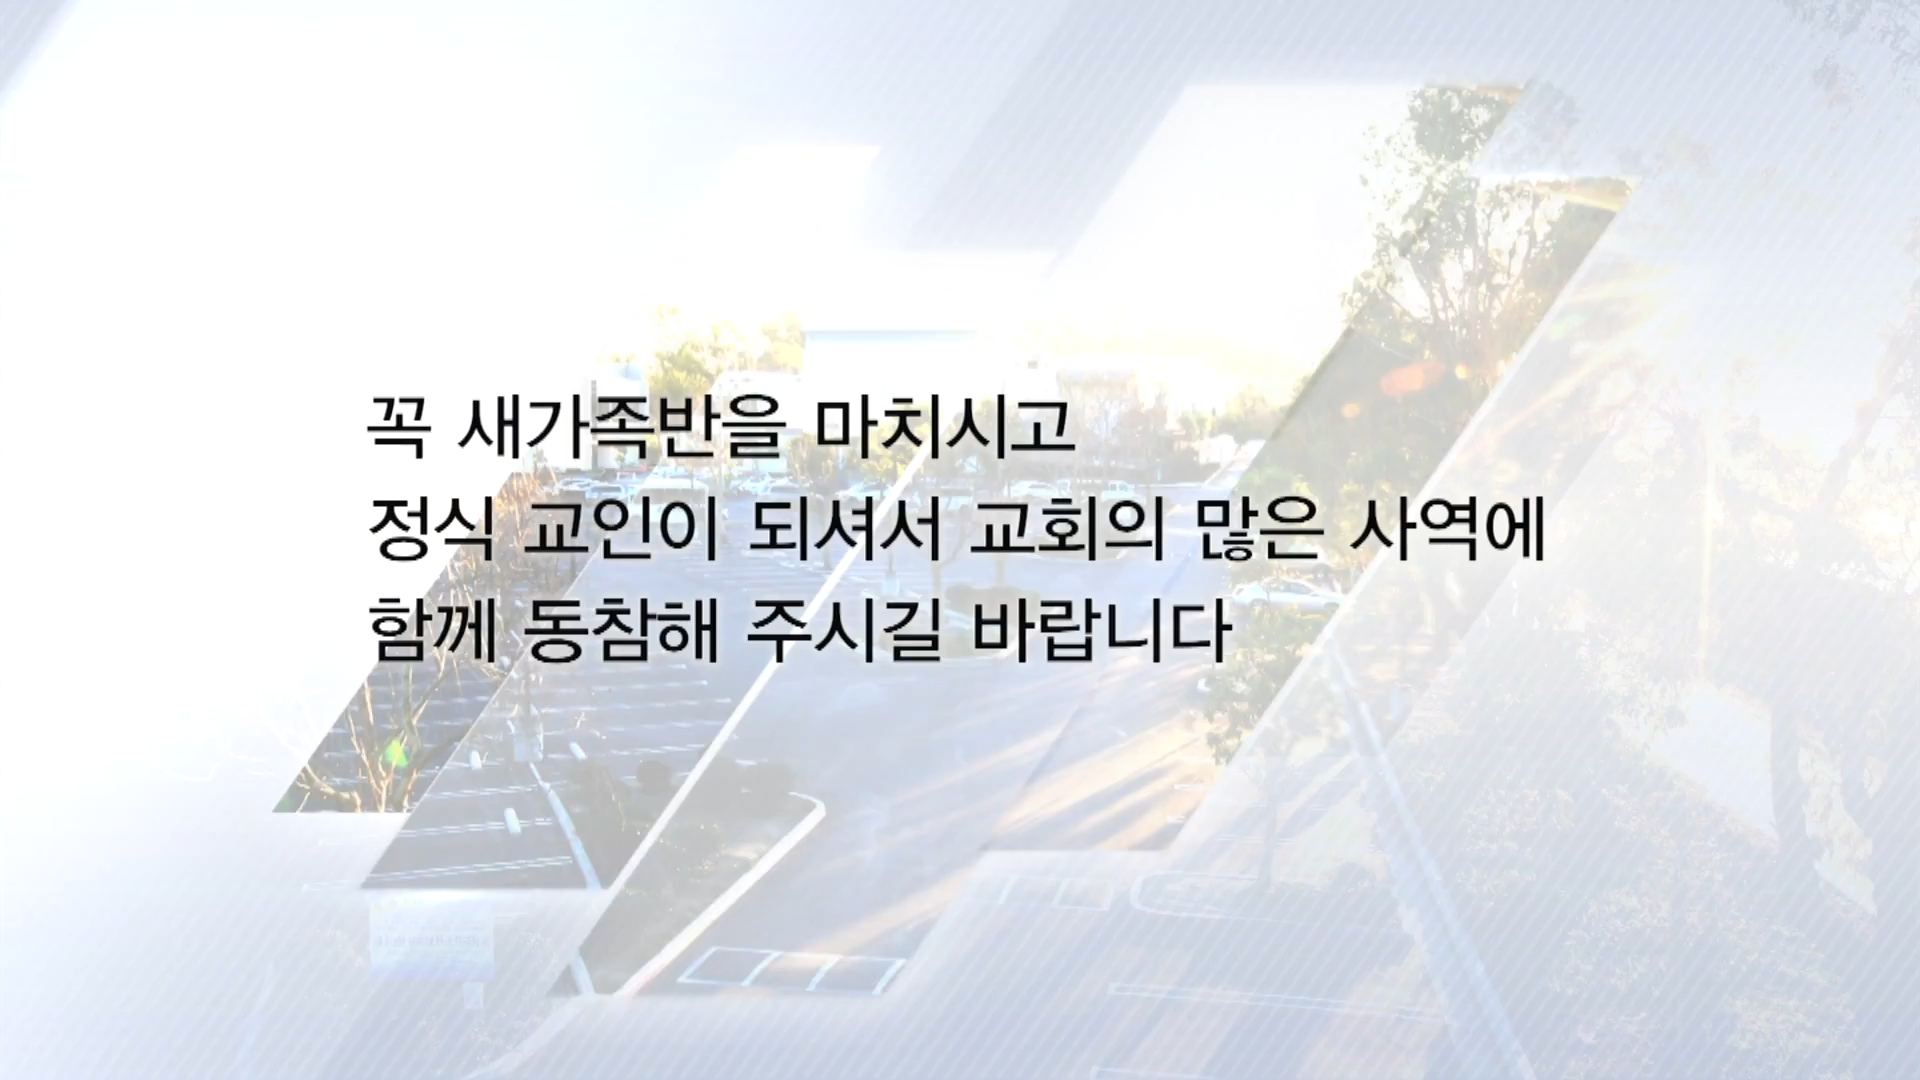 꼭 새가족반을 마치시고
정식 교인이 되셔서 교회의 많은 사역에
함께 동참해 주시길 바랍니다